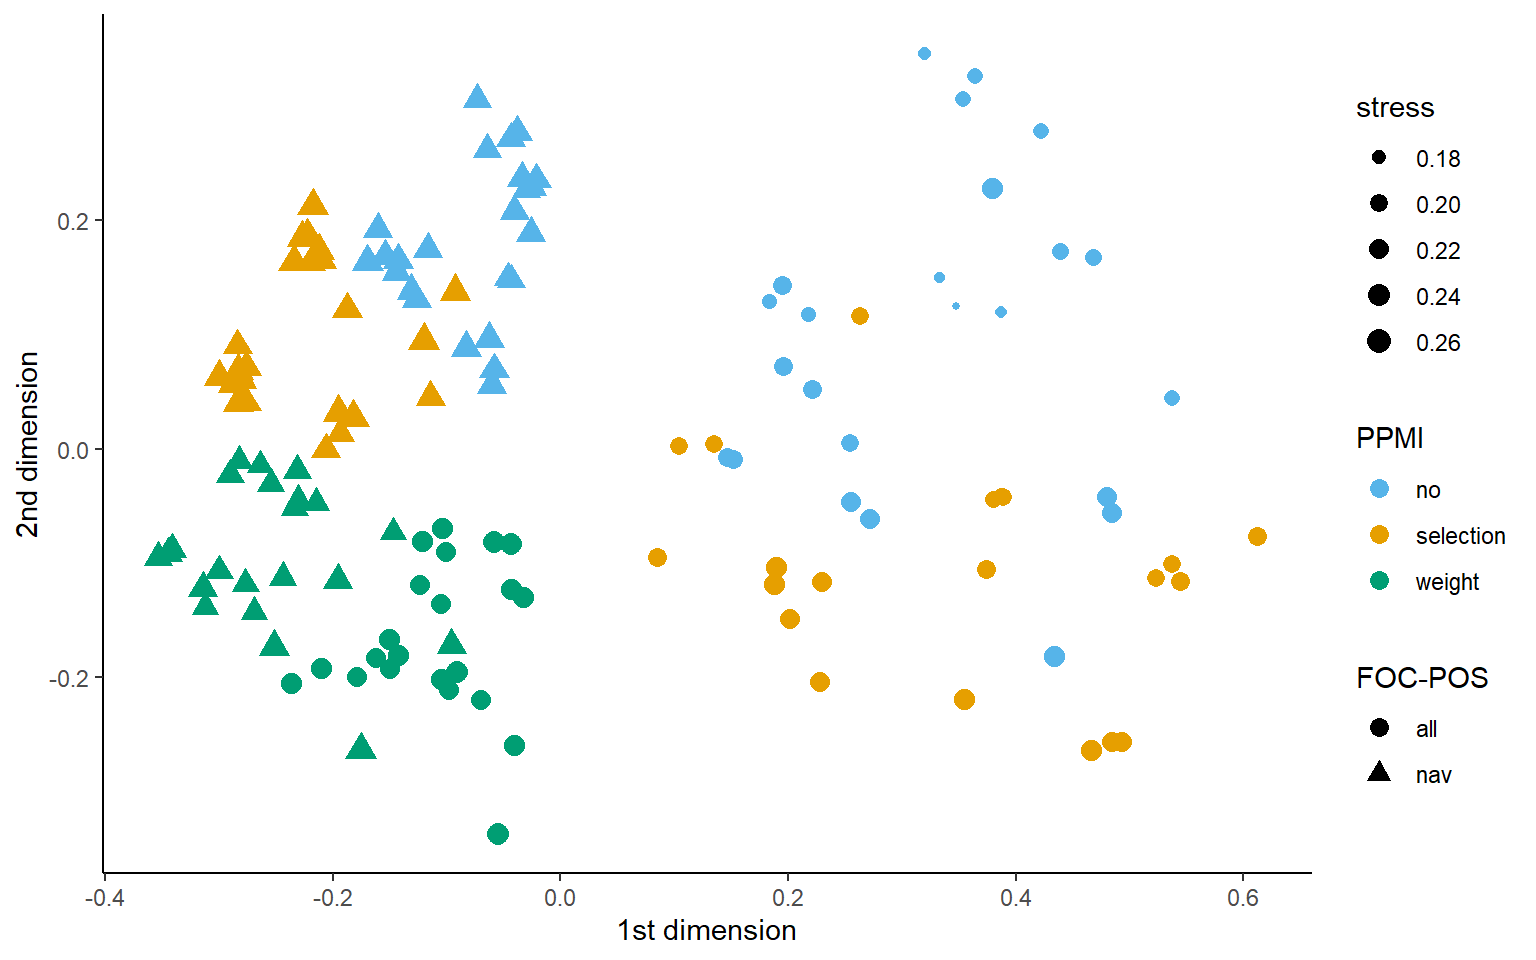 2nd dimension
0.2
0.0
-0.2
-0.4
-0.2
0.0
0.2
0.4
0.6
1st dimension
stress
0.18
0.20
0.22
0.24
0.26
PPMI
no
selection
weight
FOC-POS
all
nav